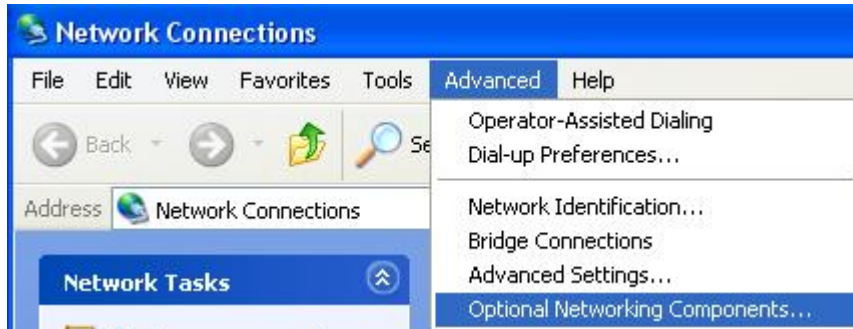 Network Connections
File Edit View Favorites Tools Advanced Help
Operator-Assisted Dialing
Back
Dial-up Preferences...
Address Network Connections
Network Identification...
Bridge Connections
Network Tasks
Advanced Settings...
Optional Networking Components...